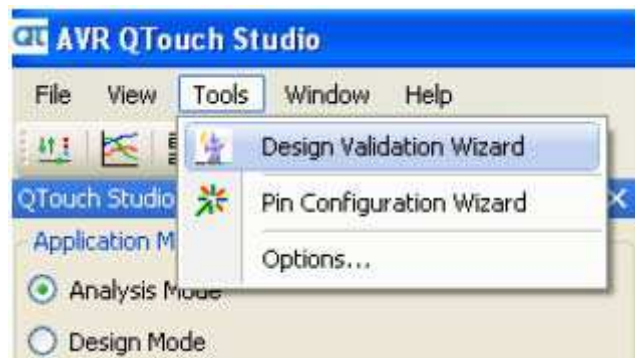 AVR QTouch Studio
File View Tools Window Help
Design Validation Wizard
QTouch Studio
Pin Configuration Wizard
Application M
Options...
Analysis Mode
Design Mode